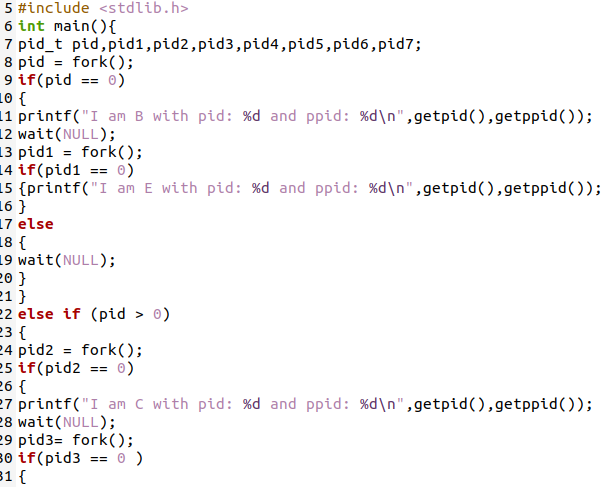 5 #include <stdlib.h>
6 int main(){
7 pid_t pid,pid1,pid2,pid3,pid4,pid5,pid6,pid7;
8 pid = fork();
9 if(pid == 0)
10 {
11 printf("I am B with pid: %d and ppid: %d\n",getpid(),getppid());
12 wait(NULL);
13 pid1 = fork();
14 if(pid1 == 0)
15 {printf("I am E with pid: %d and ppid: %d\n",getpid(),getppid());
16 }
17 else
18 {
19 wait(NULL);
20 }
21 }
22 else if (pid > 0)
23 {
24 pid2 = fork();
25 if(pid2 == 0)
26 {
27 printf("I am C with pid: %d and ppid: %d\n",getpid(),getppid());
28 wait(NULL);
29 pid3= fork();
30 if(pid3 == 0 )
31 {